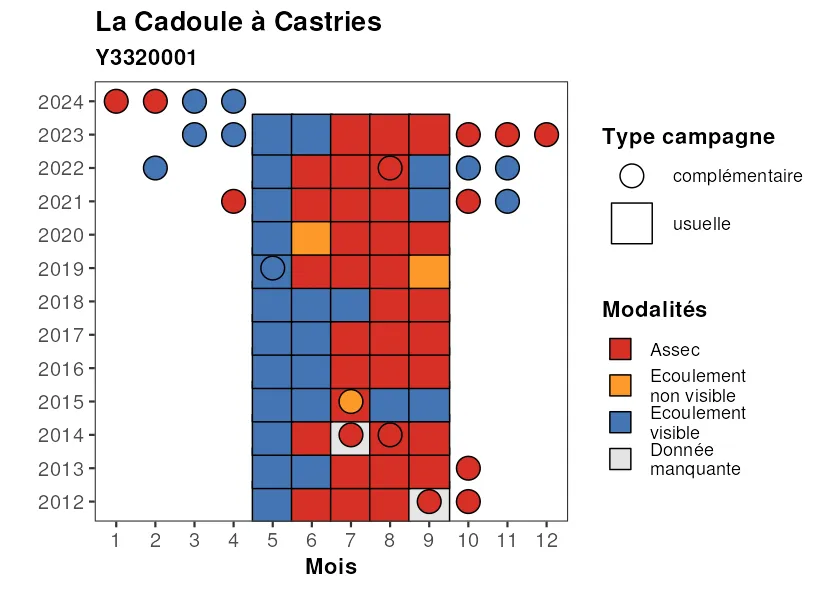 La Cadoule à Castries
Y3320001
2024
2023
2022
2021
2020
2019
2018
2017
2016
2015
2014
2013
2012
1 2 3 4 5 6 7 8 9 10 11 12
Mois
Type campagne
complémentaire
usuelle
Modalités
Assec
Ecoulement
non visible
Ecoulement
visible
Donnée
manquante